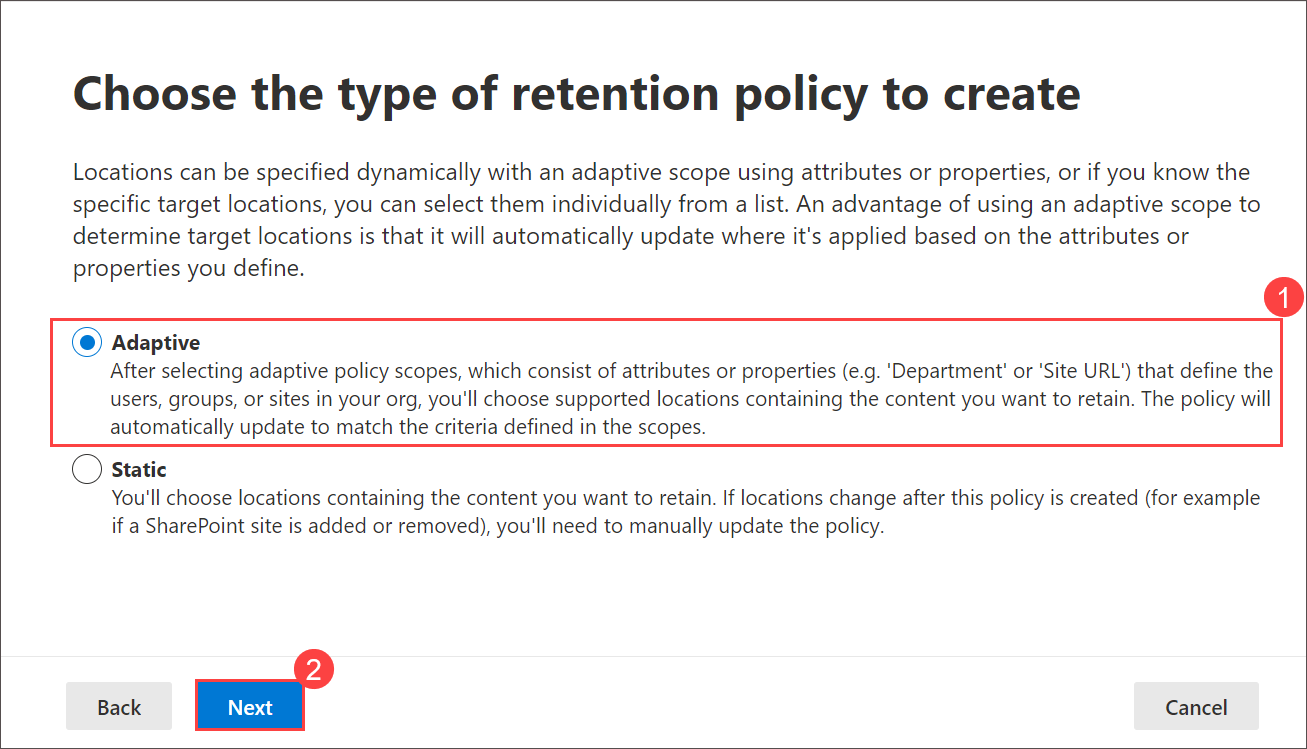 Choose the type of retention policy to create
Locations can be specified dynamically with an adaptive scope using attributes or properties, or if you know the
specific target locations, you can select them individually from a list. An advantage of using an adaptive scope to
determine target locations is that it will automatically update where it's applied based on the attributes or
properties you define.
1
Adaptive
After selecting adaptive policy scopes, which consist of attributes or properties (e.g. 'Department' or 'Site URL') that define the
users, groups, or sites in your org, you'll choose supported locations containing the content you want to retain. The policy will
automatically update to match the criteria defined in the scopes.
Static
You'll choose locations containing the content you want to retain. If locations change after this policy is created (for example
if a SharePoint site is added or removed), you'll need to manually update the policy.
2
Back Next Cancel